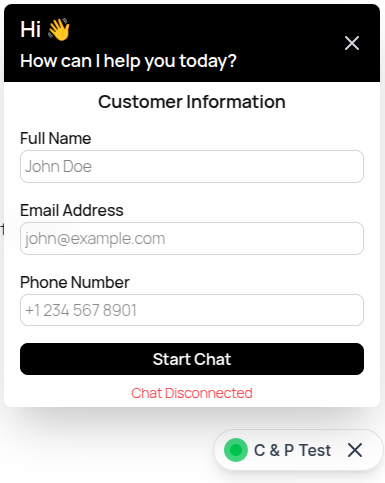 Hi 👋
How can I help you today?
Customer Information
Full Name
John Doe
Email Address
john@example.com
Phone Number
+1 234 567 8901
Start Chat
Chat Disconnected
C & P Test